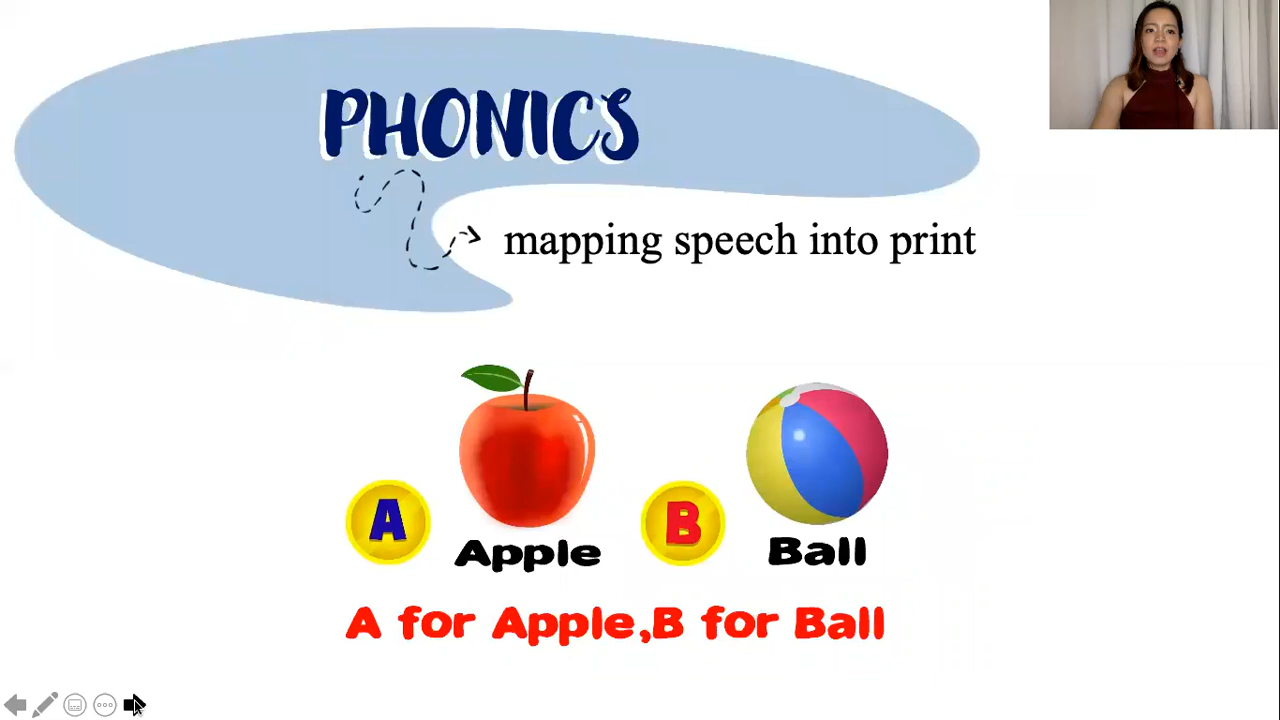 PHONICS
mapping speech into print
A
Apple
B
Ball
A for Apple,B for Ball